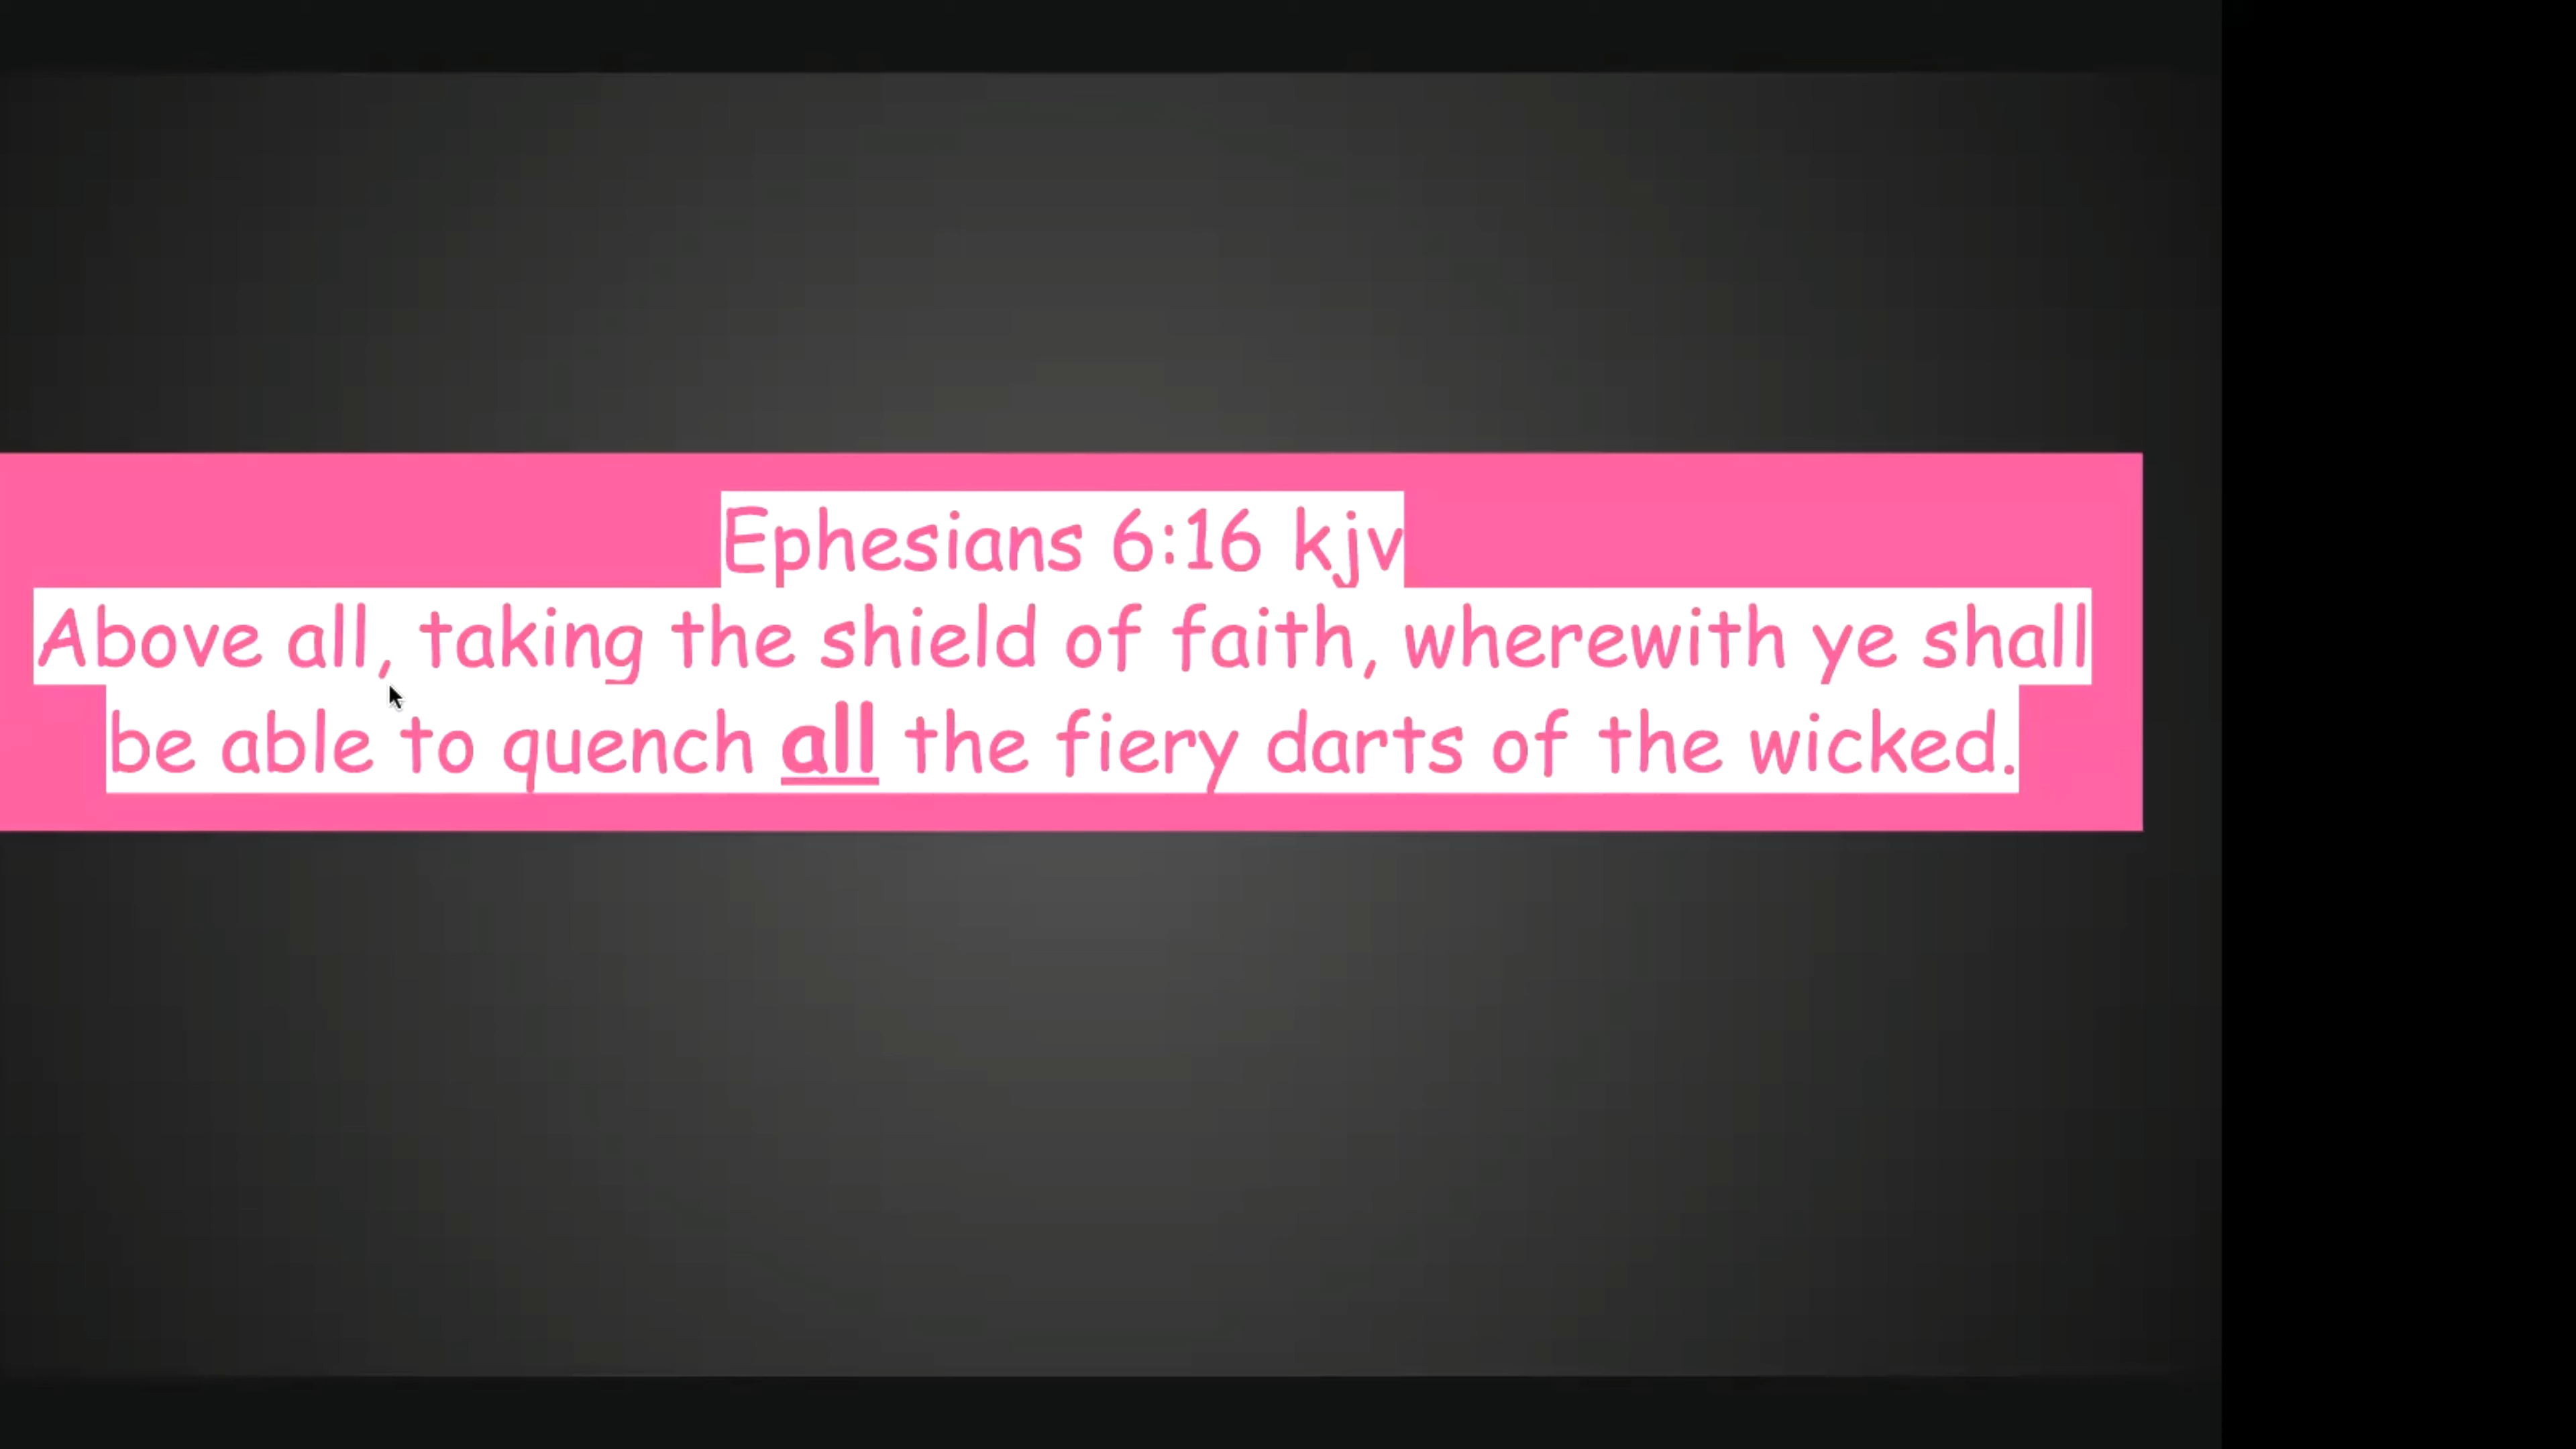 Ephesians 6:16 kjv
Above all, taking the shield of faith, wherewith ye shall
be able to quench all the fiery darts of the wicked.